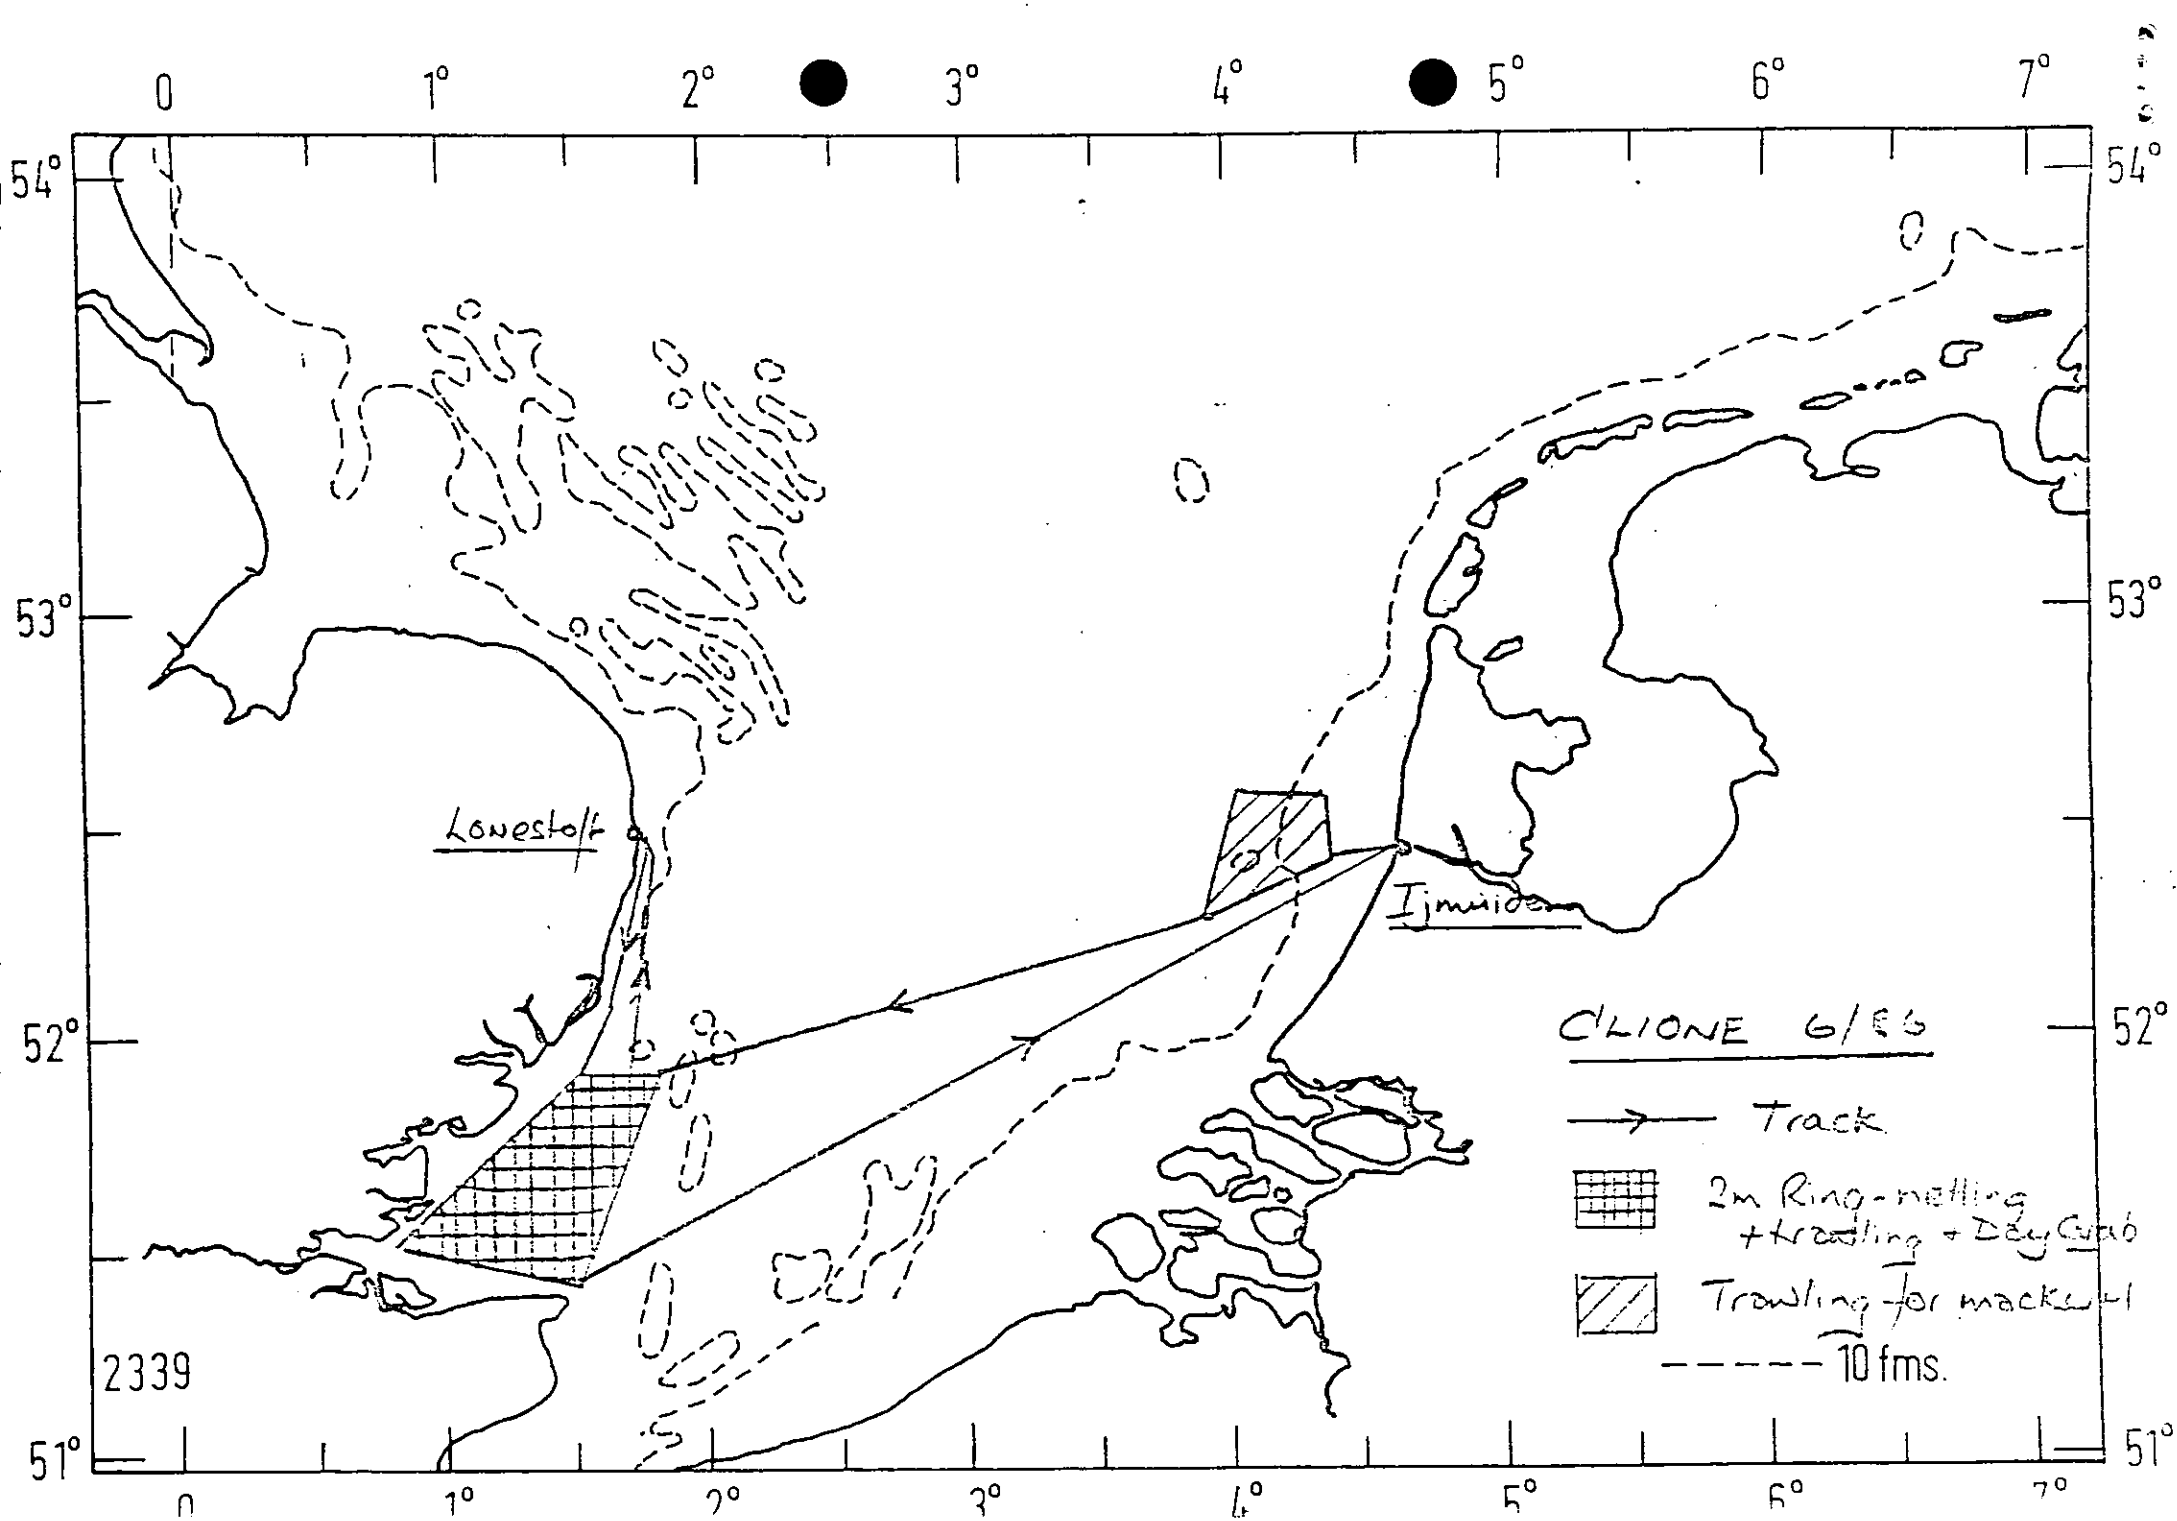 0 1° 2° 3° 4° 5° 6° 7°
54° 54°
53° 53°
Lowestoft
Ijmuiden
52° 52°
CLIONE 6/86
Track
2m Ring-netting
+ trawling + Day Grab
Trawling for mackerel
10 fms.
2339
51° 51°
0 1° 2° 3° 4° 5° 6° 7°